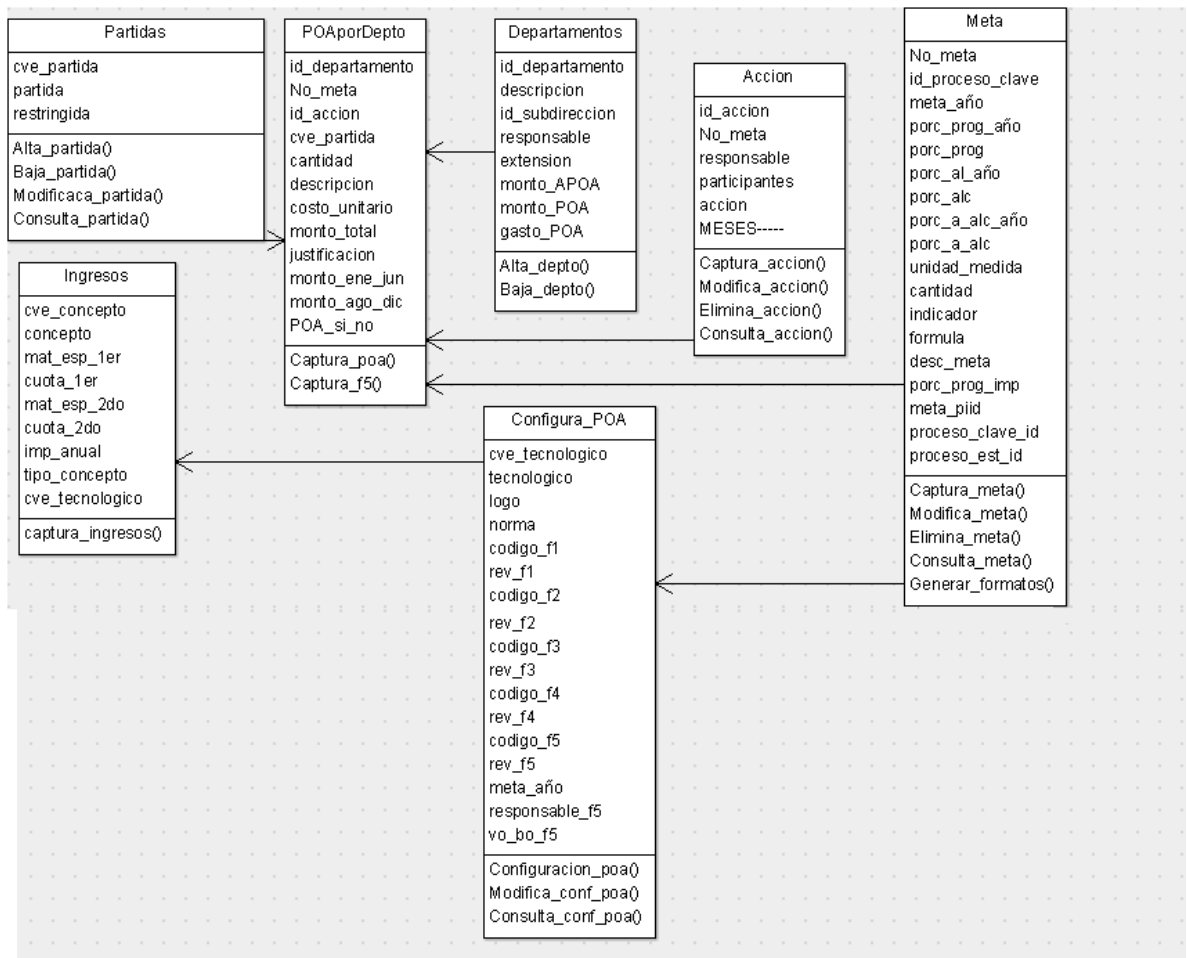 Partidas
cve_partida
partida
restringida
Alta_partida()
Baja_partida()
Modificaca_partida()
Consulta_partida()
POAporDepto
id_departamento
No_meta
id_accion
cve_partida
cantidad
descripcion
costo_unitario
monto_total
justificacion
monto_ene_jun
monto_ago_dic
POA_si_no
Captura_poa()
Captura_f5()
Departamentos
id_departamento
descripcion
id_subdireccion
responsable
extension
monto_APOA
monto_POA
gasto_POA
Alta_depto()
Baja_depto()
Accion
id_accion
No_meta
responsable
participantes
accion
MESES-----
Captura_accion()
Modifica_accion()
Elimina_accion()
Consulta_accion()
Meta
No_meta
id_proceso_clave
meta_año
porc_prog_año
porc_prog
porc_al_año
porc_alc
porc_a_alc_año
porc_a_alc
unidad_medida
cantidad
indicador
formula
desc_meta
porc_prog_imp
meta_piid
proceso_clave_id
proceso_est_id
Captura_meta()
Modifica_meta()
Elimina_meta()
Consulta_meta()
Generar_formatos()
Ingresos
cve_concepto
concepto
mat_esp_1er
cuota_1er
mat_esp_2do
cuota_2do
imp_anual
tipo_concepto
cve_tecnologico
captura_ingresos()
Configura_POA
cve_tecnologico
tecnologico
logo
norma
codigo_f1
rev_f1
codigo_f2
rev_f2
codigo_f3
rev_f3
codigo_f4
rev_f4
codigo_f5
rev_f5
meta_año
responsable_f5
vo_bo_f5
Configuracion_poa()
Modifica_conf_poa()
Consulta_conf_poa()